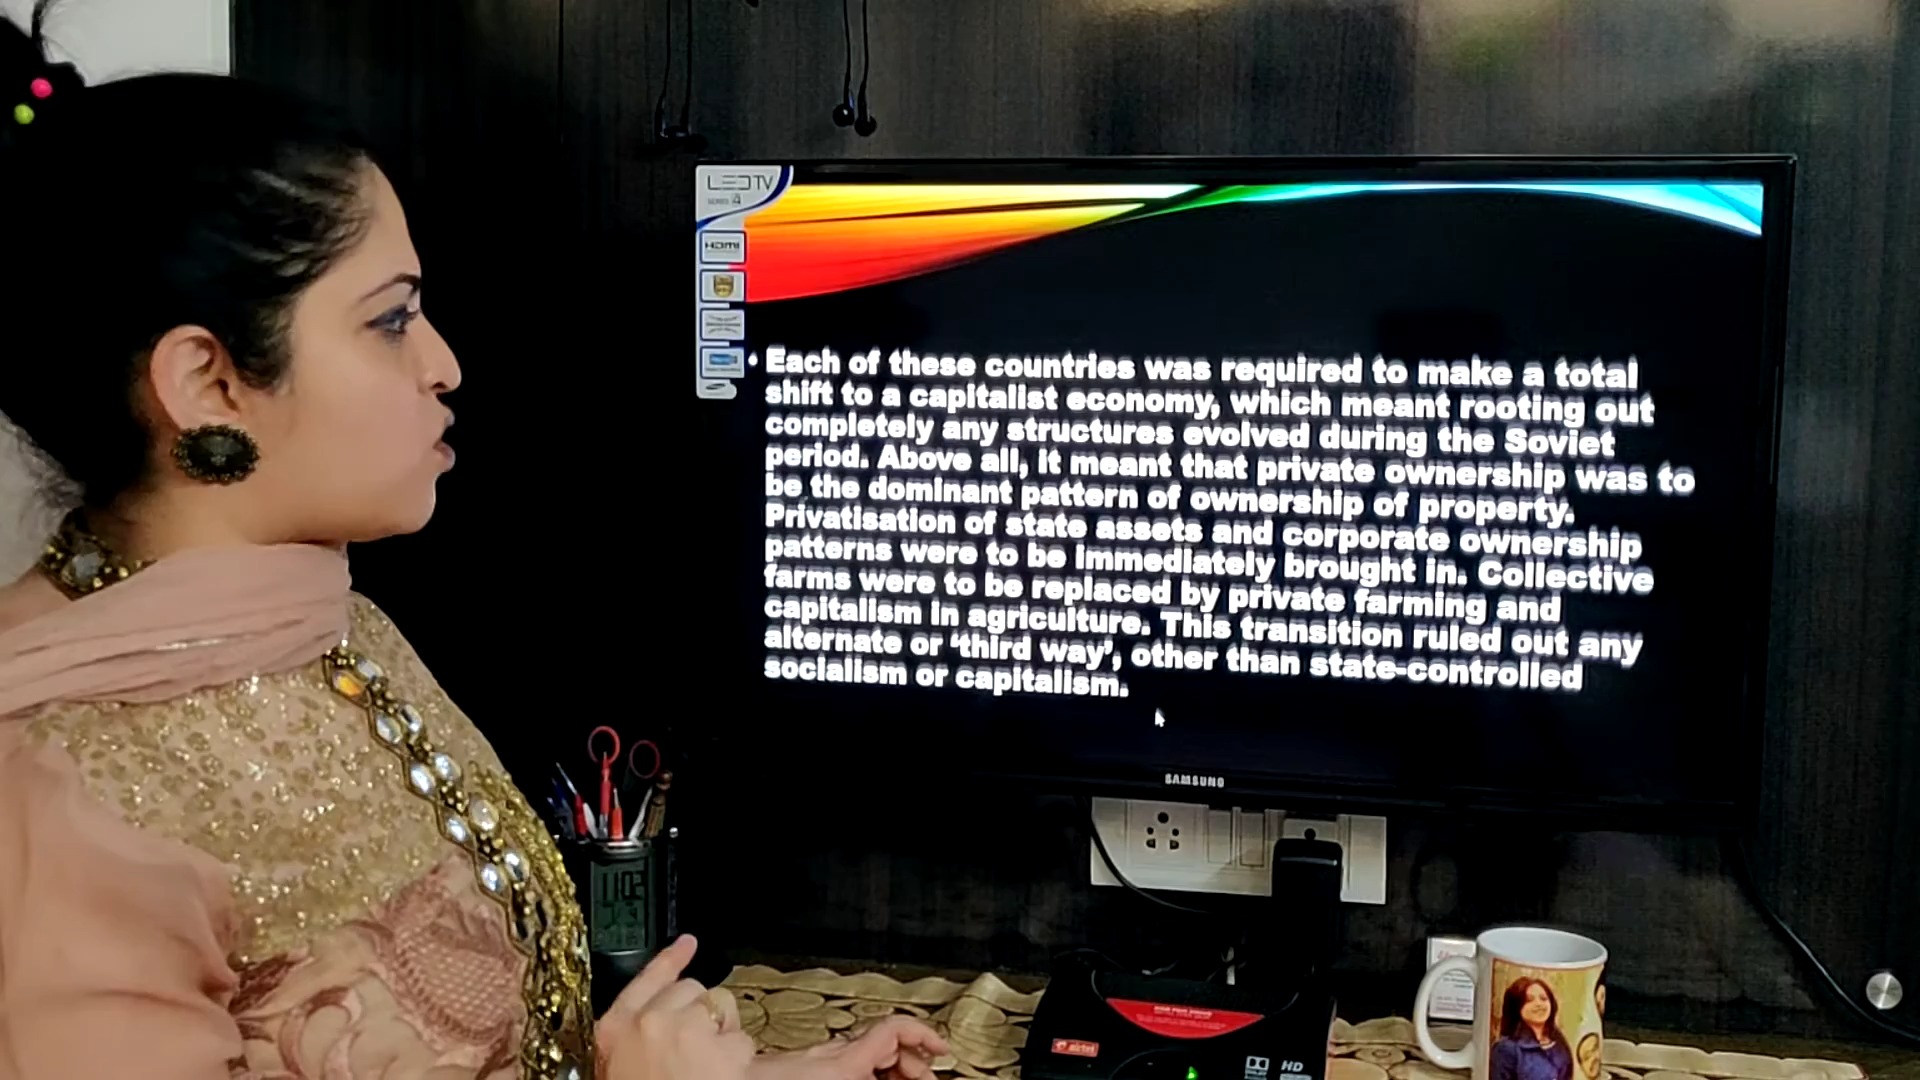 LED TV
SERIES 4
HDMI
• Each of these countries was required to make a total
shift to a capitalist economy, which meant rooting out
completely any structures evolved during the Soviet
period. Above all, it meant that private ownership was to
be the dominant pattern of ownership of property.
Privatisation of state assets and corporate ownership
patterns were to be immediately brought in. Collective
farms were to be replaced by private farming and
capitalism in agriculture. This transition ruled out any
alternate or ‘third way’, other than state-controlled
socialism or capitalism.
SAMSUNG
11:02
airtel
HD